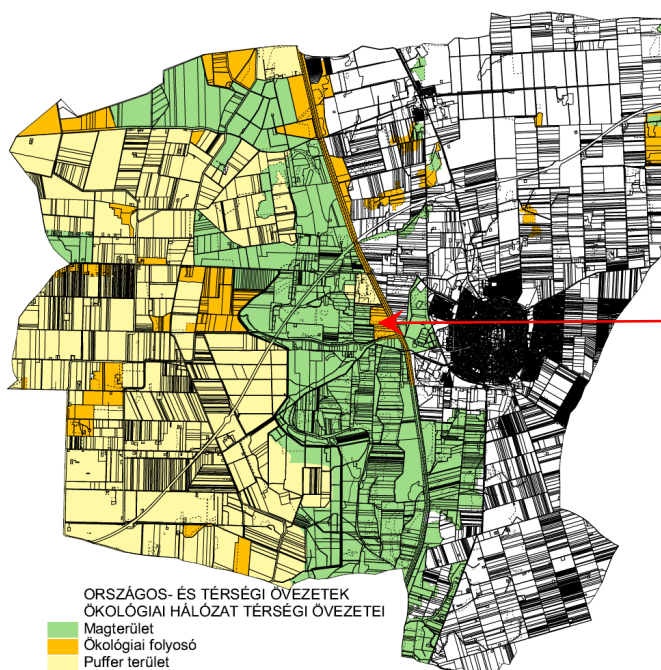 ORSZÁGOS- ÉS TÉRSÉGI ÖVEZETEK
ÖKOLÓGIAI HÁLÓZAT TÉRSÉGI ÖVEZETEI
Magterület
Ökológiai folyosó
Puffer terület